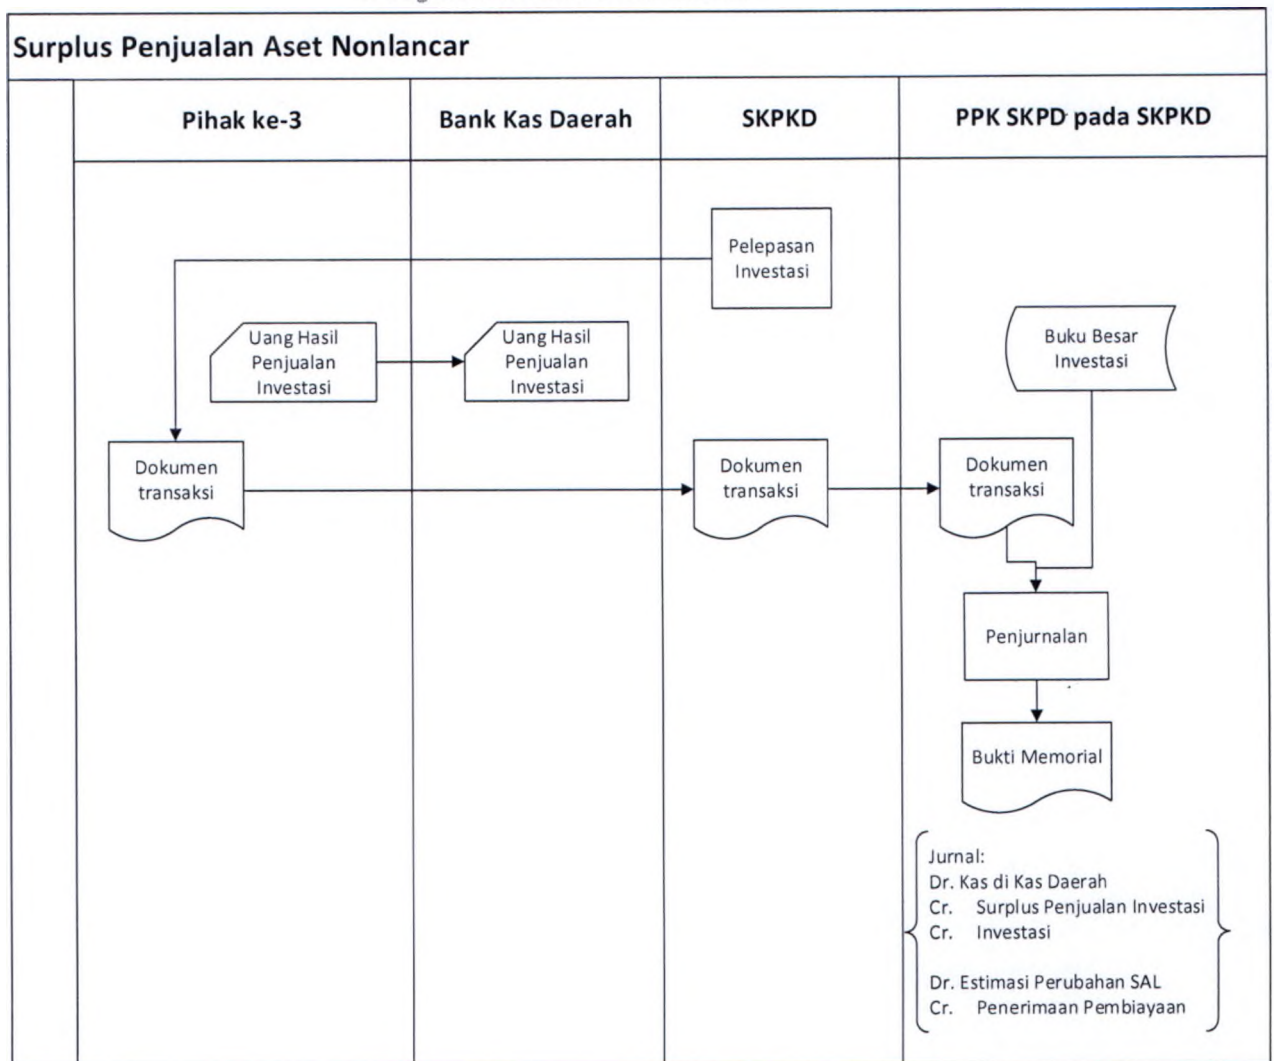 Surplus Penjualan Aset Nonlancar
Pihak ke-3
Bank Kas Daerah
SKPKD
PPK SKPD pada SKPKD
Pelepasan
Investasi
Uang Hasil
Penjualan
Investasi
Uang Hasil
Penjualan
Investasi
Buku Besar
Investasi
Dokumen
transaksi
Dokumen
transaksi
Dokumen
transaksi
Penjurnalan
Bukti Memorial
Jurnal:
Dr. Kas di Kas Daerah
Cr. Surplus Penjualan Investasi
Cr. Investasi
Dr. Estimasi Perubahan SAL
Cr. Penerimaan Pembiayaan